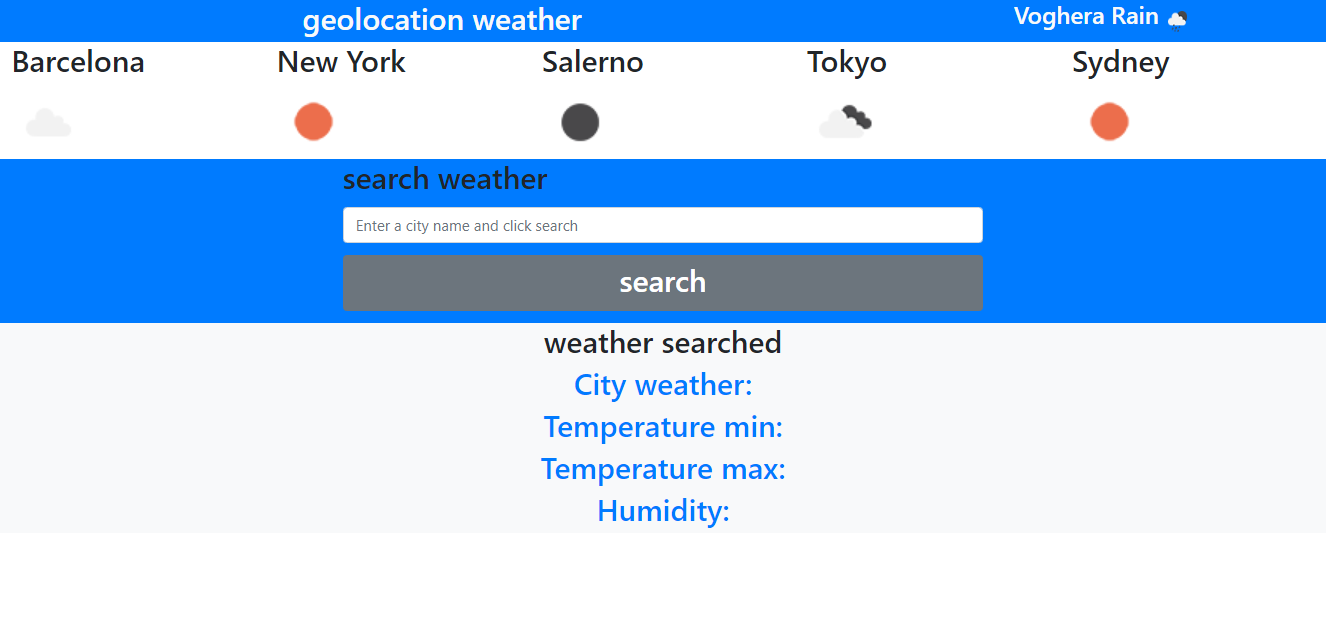 geolocation weather
Voghera Rain
Barcelona
New York
Salerno
Tokyo
Sydney
search weather
Enter a city name and click search
search
weather searched
City weather:
Temperature min:
Temperature max:
Humidity: